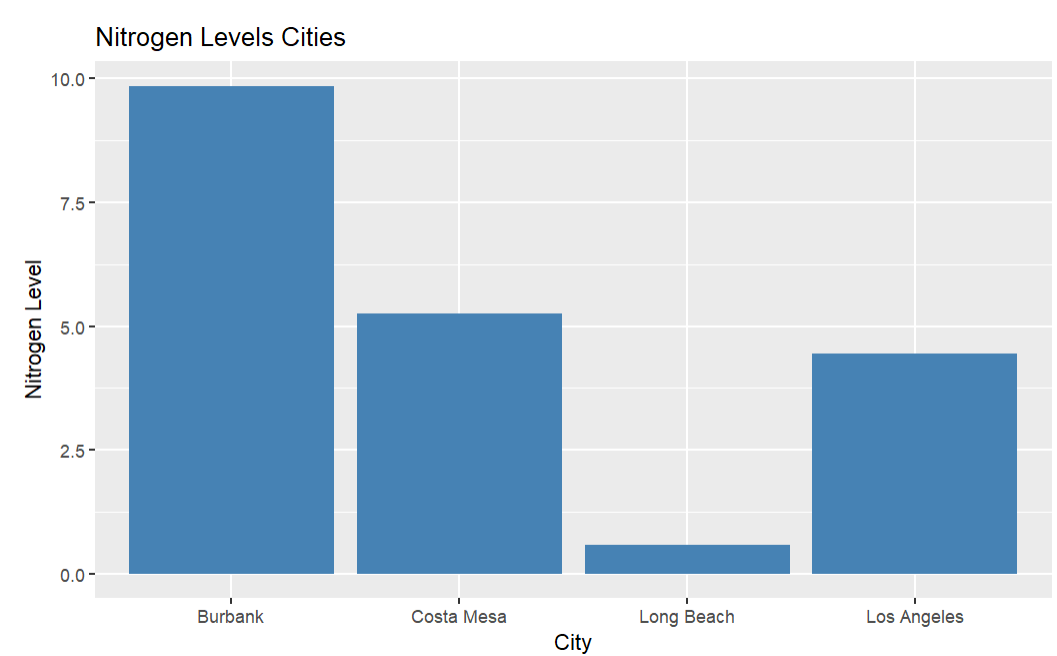 Nitrogen Levels Cities
10.0
7.5
5.0
2.5
0.0
Nitrogen Level
Burbank
Costa Mesa
Long Beach
Los Angeles
City